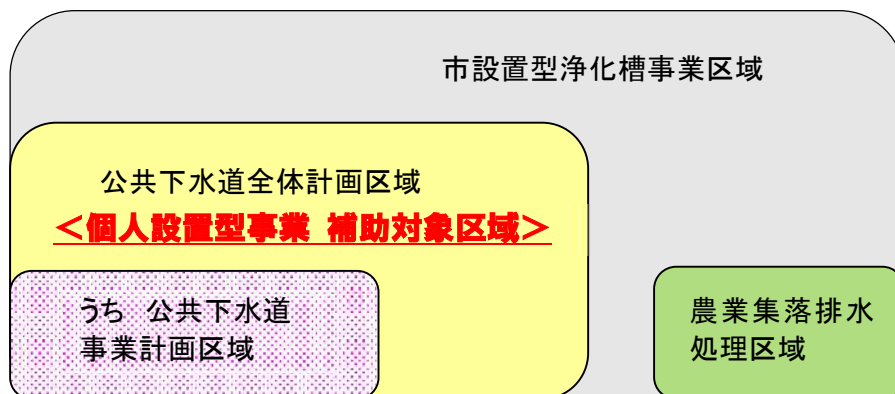 市設置型浄化槽事業区域
公共下水道全体計画区域
＜個人設置型事業 補助対象区域＞
うち 公共下水道
事業計画区域
農業集落排水
処理区域